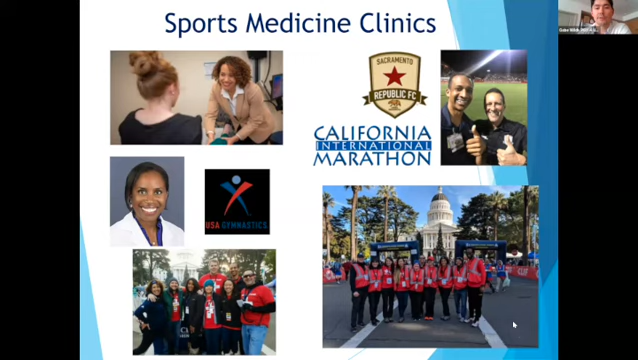 Sports Medicine Clinics
SACRAMENTO
REPUBLIC FC
CALIFORNIA
INTERNATIONAL
MARATHON
USA GYMNASTICS